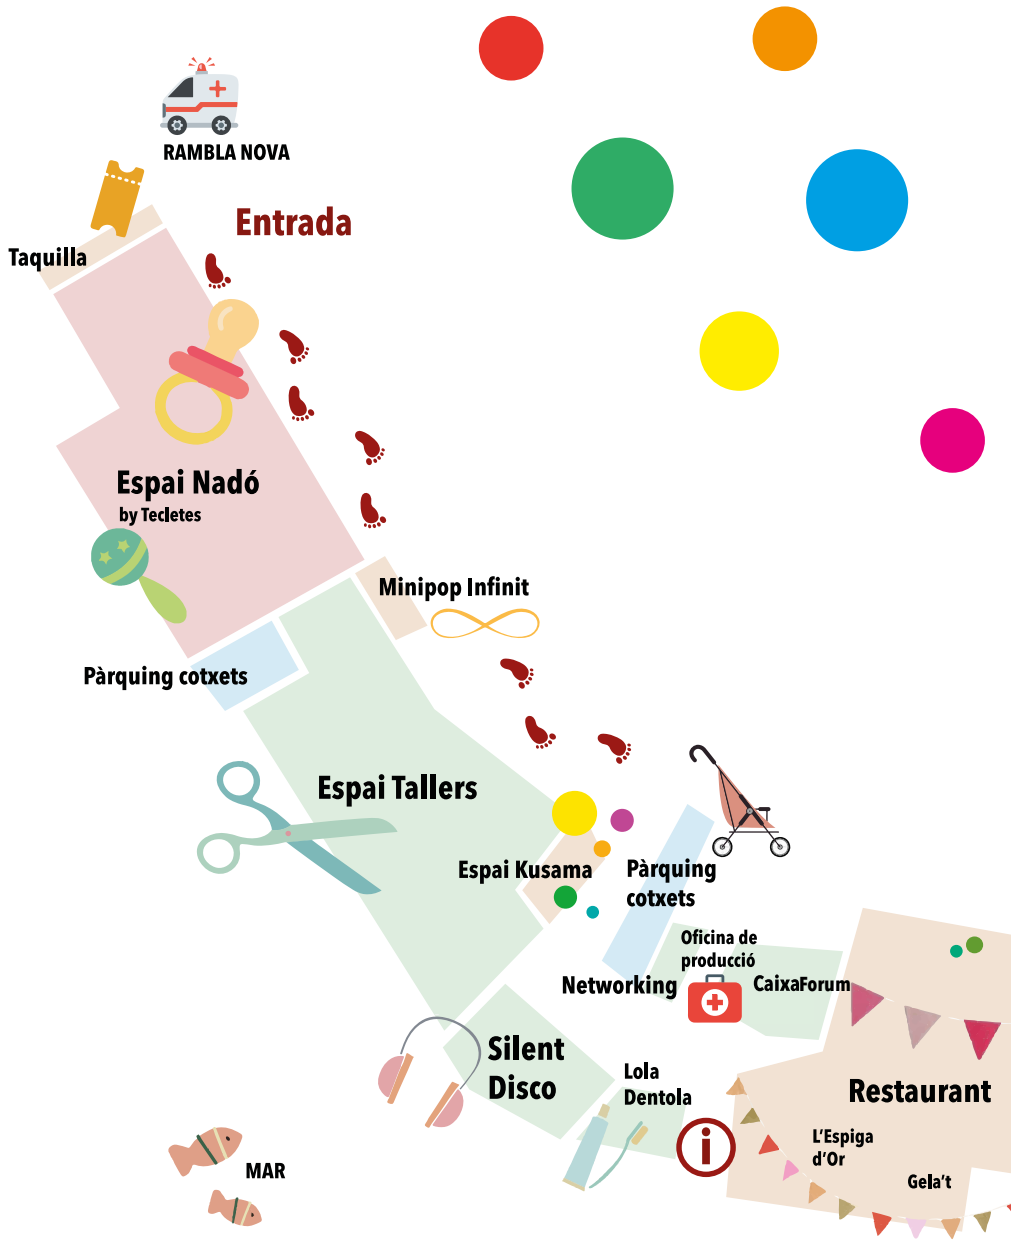 RAMBLA NOVA
Entrada
Taquilla
Espai Nadó
by Tecletes
Minipop Infinit
Pàrquing cotxets
Espai Tallers
Espai Kusama
Pàrquing
cotxets
Oficina de
producció
Networking
CaixaForum
Silent
Disco
Lola
Dentola
i
Restaurant
L'Espiga
d'Or
Gela't
MAR